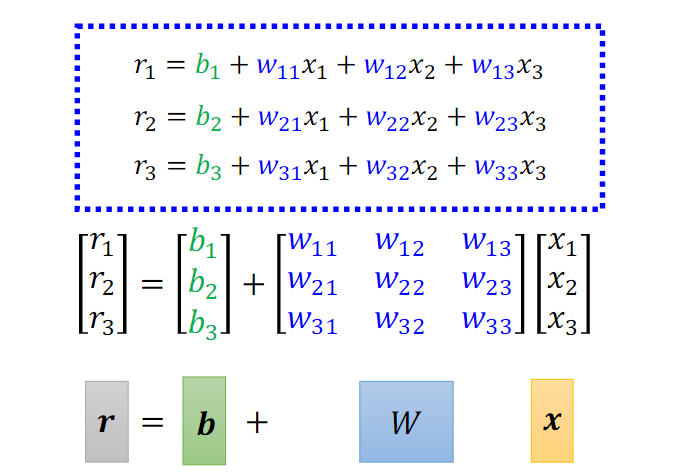 r₁ = b₁ + w₁₁x₁ + w₁₂x₂ + w₁₃x₃
r₂ = b₂ + w₂₁x₁ + w₂₂x₂ + w₂₃x₃
r₃ = b₃ + w₃₁x₁ + w₃₂x₂ + w₃₃x₃
[r₁] [b₁] [w₁₁ w₁₂ w₁₃] [x₁]
[r₂] = [b₂] + [w₂₁ w₂₂ w₂₃] [x₂]
[r₃] [b₃] [w₃₁ w₃₂ w₃₃] [x₃]
r = b + W x